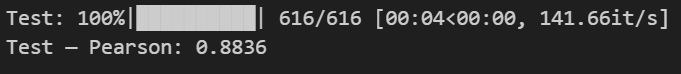 Test: 100%|██████████| 616/616 [00:04<00:00, 141.66it/s]
Test — Pearson: 0.8836